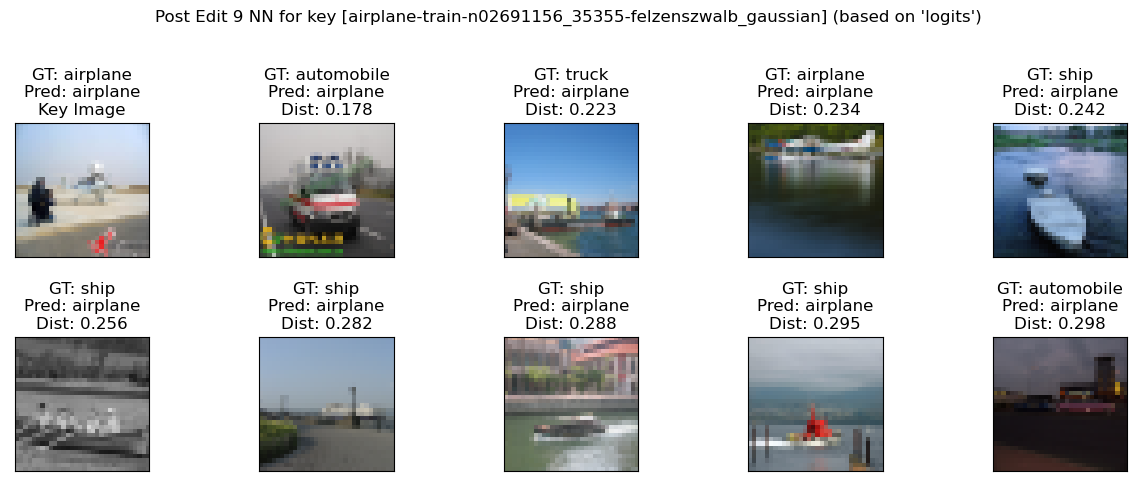 Post Edit 9 NN for key [airplane-train-n02691156_35355-felzenszwalb_gaussian] (based on 'logits')
GT: airplane
Pred: airplane
Key Image
GT: automobile
Pred: airplane
Dist: 0.178
GT: truck
Pred: airplane
Dist: 0.223
GT: airplane
Pred: airplane
Dist: 0.234
GT: ship
Pred: airplane
Dist: 0.242
GT: ship
Pred: airplane
Dist: 0.256
GT: ship
Pred: airplane
Dist: 0.282
GT: ship
Pred: airplane
Dist: 0.288
GT: ship
Pred: airplane
Dist: 0.295
GT: automobile
Pred: airplane
Dist: 0.298